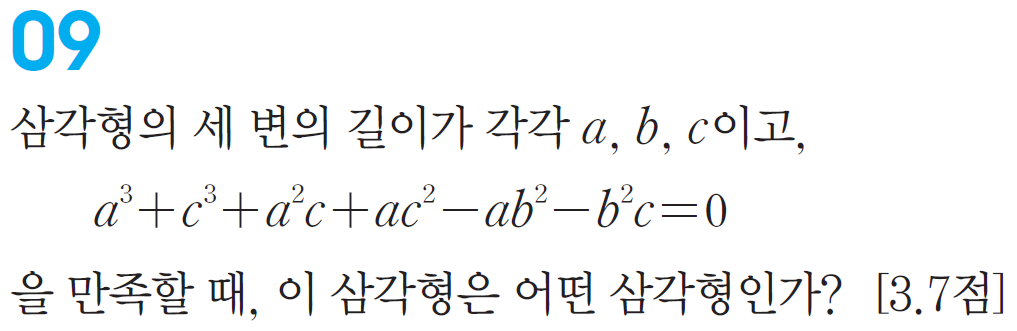 09
삼각형의 세 변의 길이가 각각 a, b, c이고,
a³+c³+a²c+ac²-ab²-b²c=0
을 만족할 때, 이 삼각형은 어떤 삼각형인가? [3.7점]